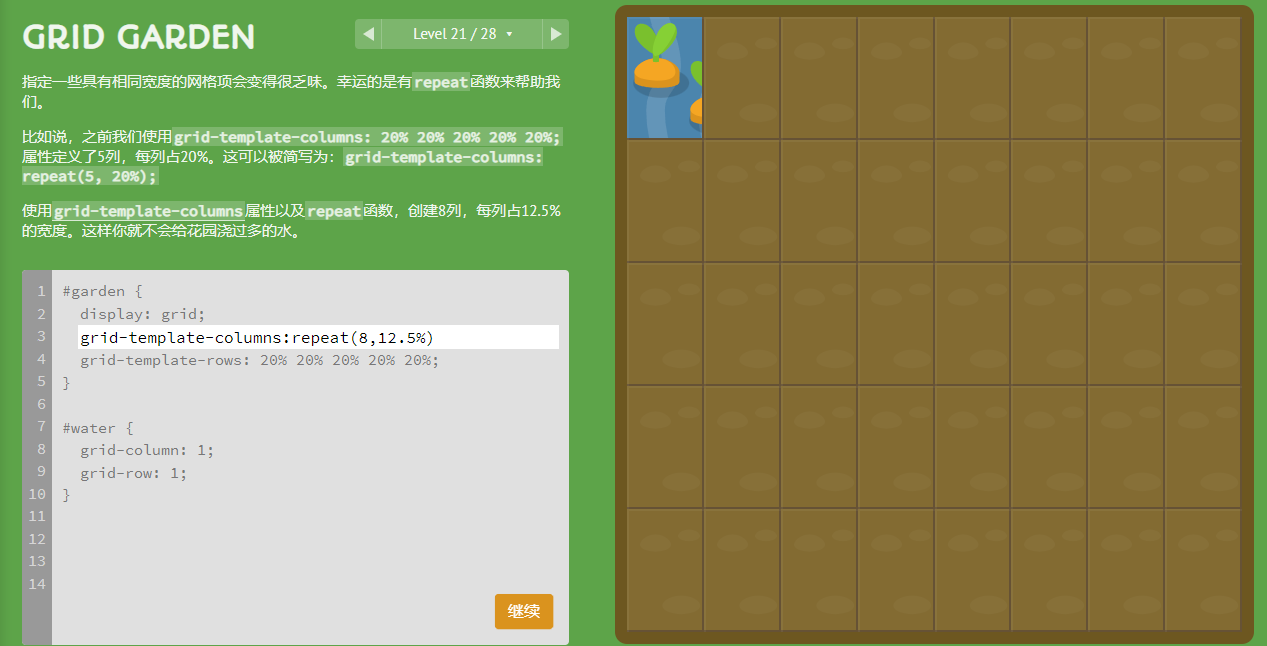 GRID GARDEN
Level 21 / 28
指定一些具有相同宽度的网格项会变得很乏味。幸运的是有repeat函数来帮助我
们。
比如说，之前我们使用grid-template-columns: 20% 20% 20% 20% 20%;
属性定义了5列，每列占20%。这可以被简写为：grid-template-columns:
repeat(5, 20%);
使用grid-template-columns属性以及repeat函数，创建8列，每列占12.5%
的宽度。这样你就不会给花园浇过多的水。
1 #garden {
2 display: grid;
3 grid-template-columns:repeat(8,12.5%)
4 grid-template-rows: 20% 20% 20% 20% 20%;
5 }
6
7 #water {
8 grid-column: 1;
9 grid-row: 1;
10 }
11
12
13
14
继续